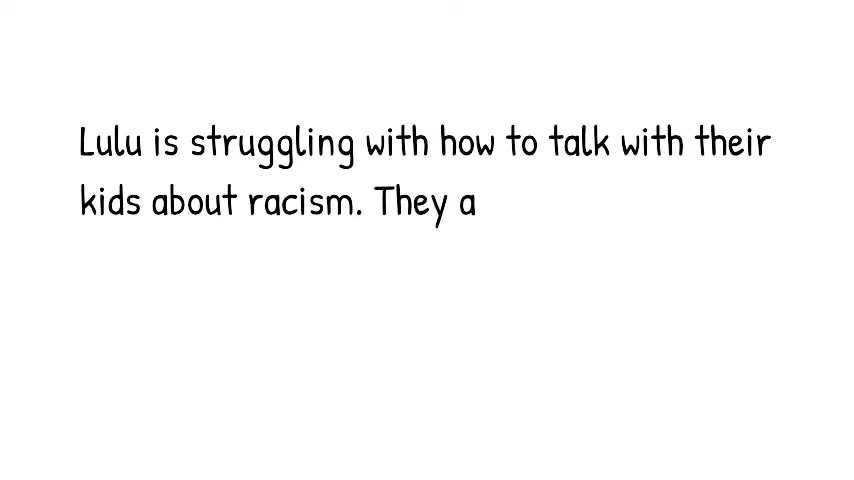 Lulu is struggling with how to talk with their
kids about racism. They a